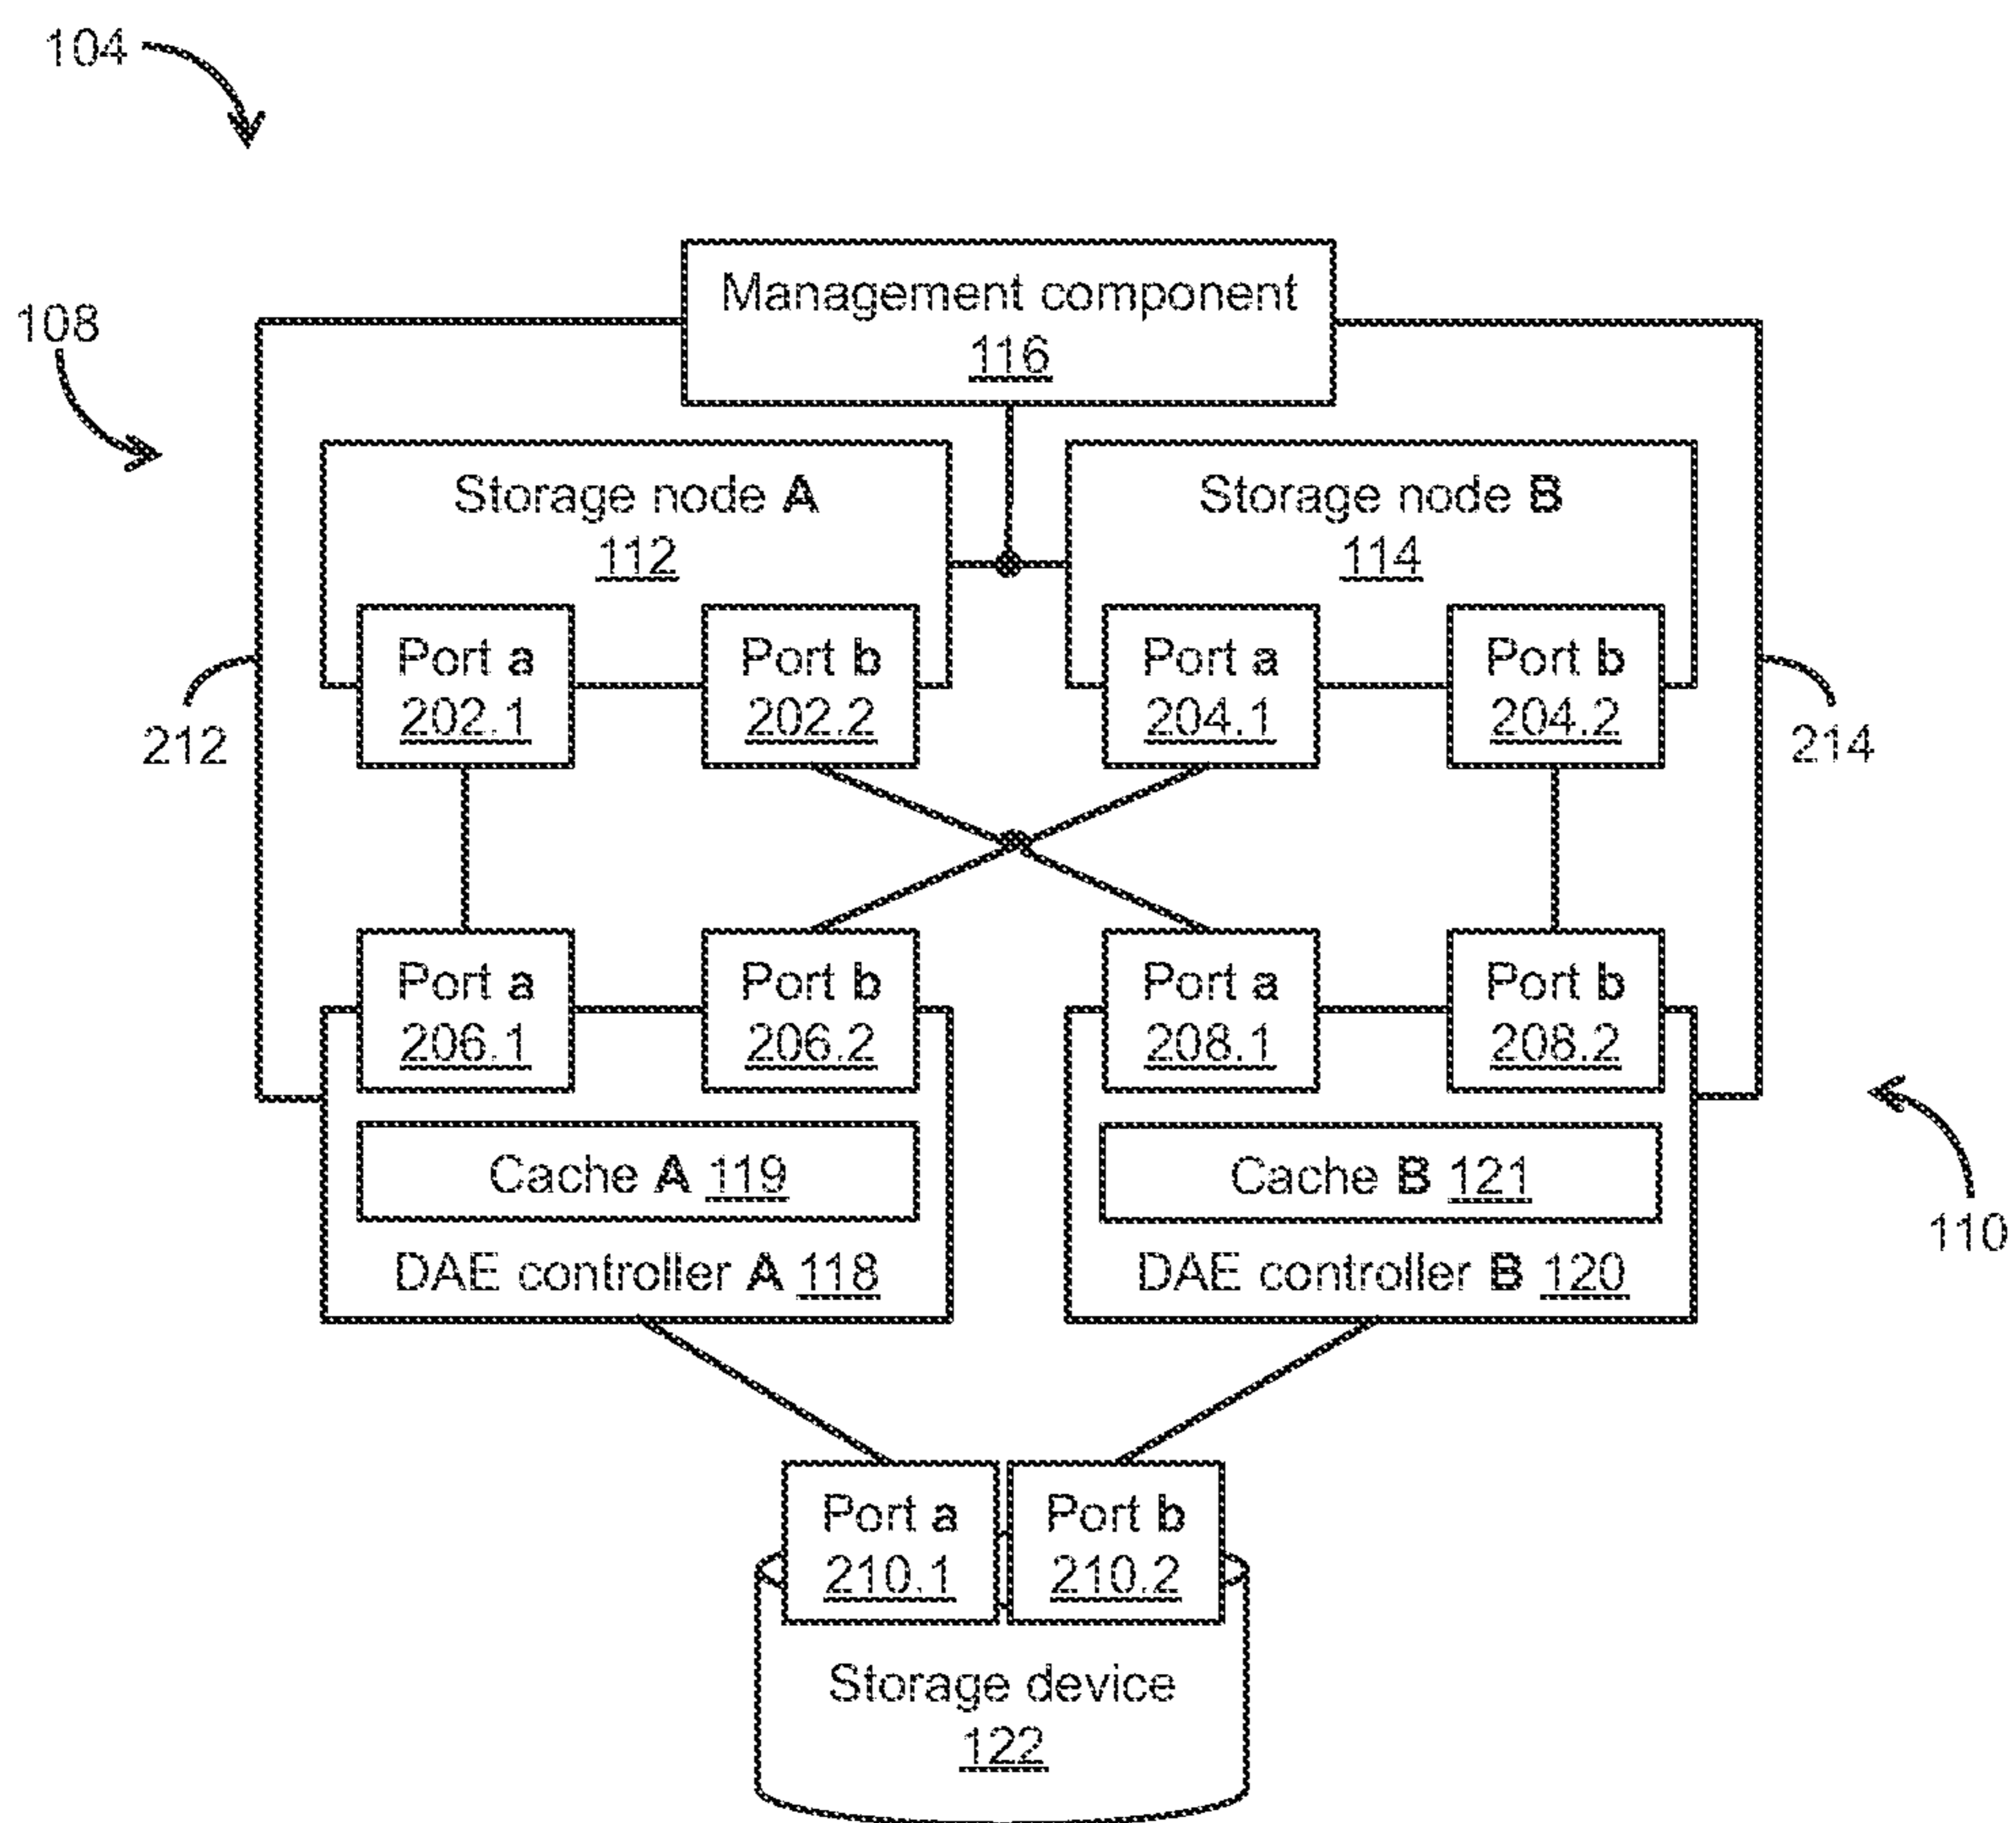 104
Management component
116
108
Storage node A
112
Storage node B
114
Port a
202.1
Port b
202.2
Port a
204.1
Port b
204.2
212
214
Port a
206.1
Port b
206.2
Port a
208.1
Port b
208.2
Cache A 119
Cache B 121
110
DAE controller A 118
DAE controller B 120
Port a
210.1
Port b
210.2
Storage device
122